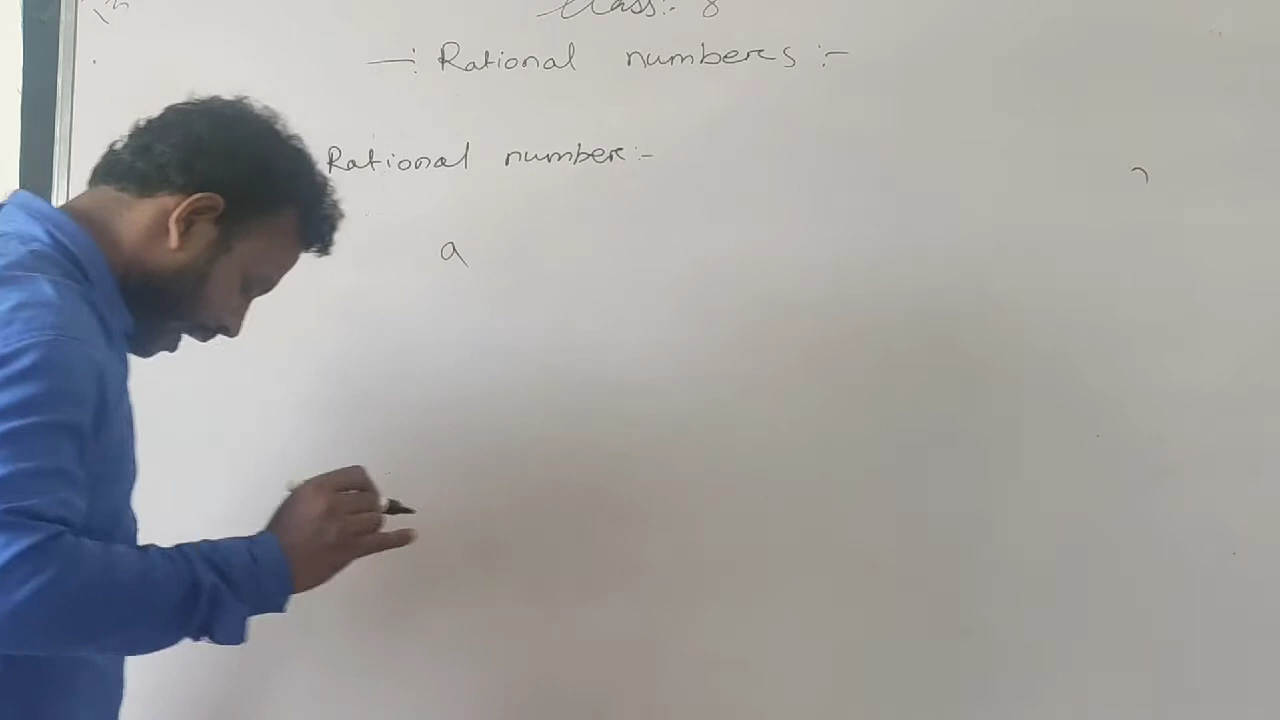 Class:- 8
—: Rational numbers :-
Rational number:-
a